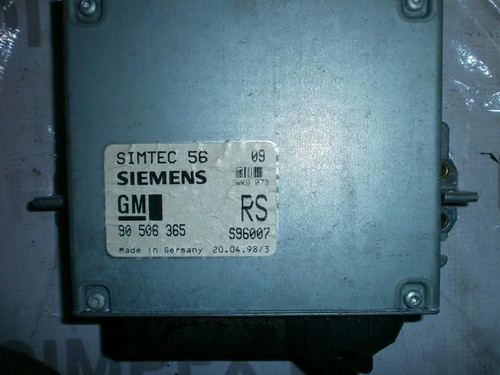 SIMTEC 56 09
SIEMENS
5WK9 073
GM RS
90 506 365 S96007
Made in Germany 20.04.98/3